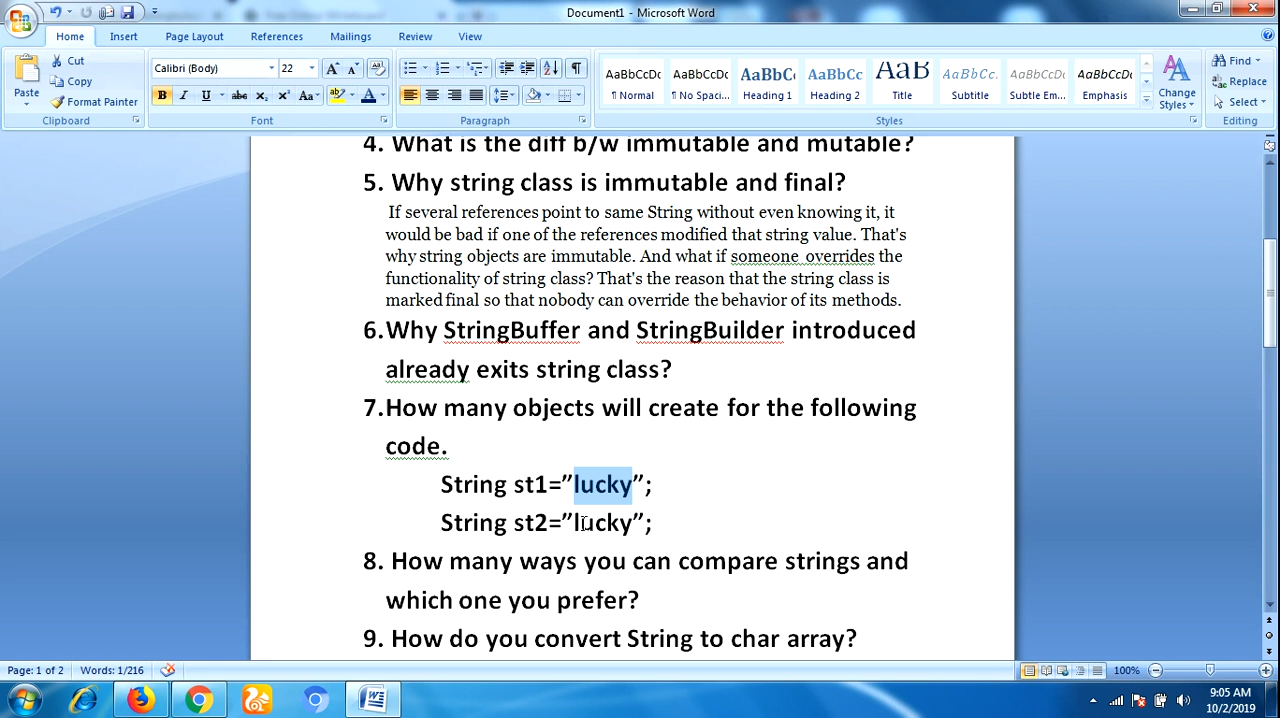 Document1 - Microsoft Word
Home Insert Page Layout References Mailings Review View
Paste Cut Copy Format Painter
Calibri (Body) 22
AaBbCcDc AaBbCcDc AaBbC AaBbCc AaB AaBbCc. AaBbCcDc AaBbCcDc
¶ Normal ¶ No Spaci... Heading 1 Heading 2 Title Subtitle Subtle Em... Emphasis
Change Styles
Find Replace Select
Clipboard Font Paragraph Styles Editing
4. What is the diff b/w immutable and mutable?
5. Why string class is immutable and final?
If several references point to same String without even knowing it, it
would be bad if one of the references modified that string value. That's
why string objects are immutable. And what if someone overrides the
functionality of string class? That's the reason that the string class is
marked final so that nobody can override the behavior of its methods.
6.Why StringBuffer and StringBuilder introduced
already exits string class?
7.How many objects will create for the following
code.
String st1=”lucky”;
String st2=”lucky”;
8. How many ways you can compare strings and
which one you prefer?
9. How do you convert String to char array?
Page: 1 of 2 Words: 1/216 100%
9:05 AM
10/2/2019